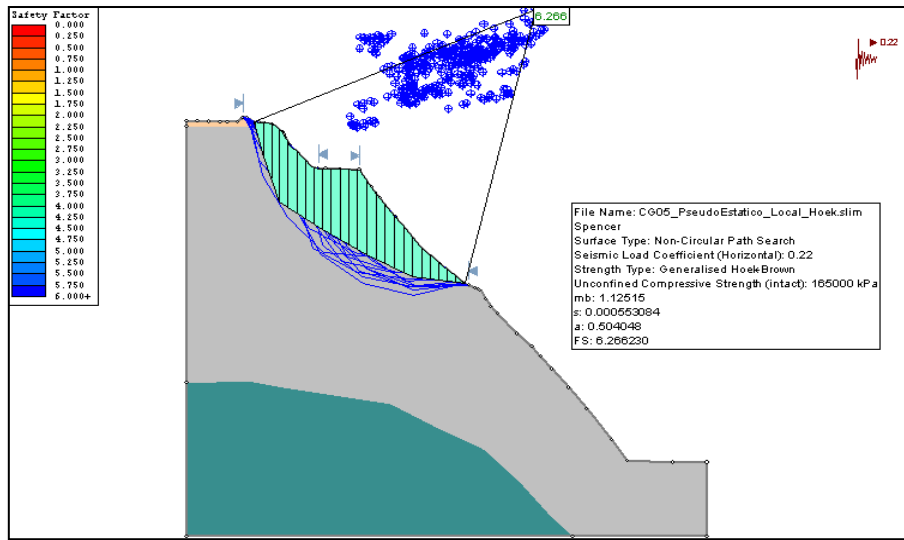 Safety Factor
0.000
0.250
0.500
0.750
1.000
1.250
1.500
1.750
2.000
2.250
2.500
2.750
3.000
3.250
3.500
3.750
4.000
4.250
4.500
4.750
5.000
5.250
5.500
5.750
6.000+
6.266
0.22
File Name: CG05_PseudoEstatico_Local_Hoek.slim
Spencer
Surface Type: Non-Circular Path Search
Seismic Load Coefficient (Horizontal): 0.22
Strength Type: Generalised HoekBrown
Unconfined Compressive Strength (intact): 165000 kPa
mb: 1.12515
s: 0.000553084
a: 0.504048
FS: 6.266230